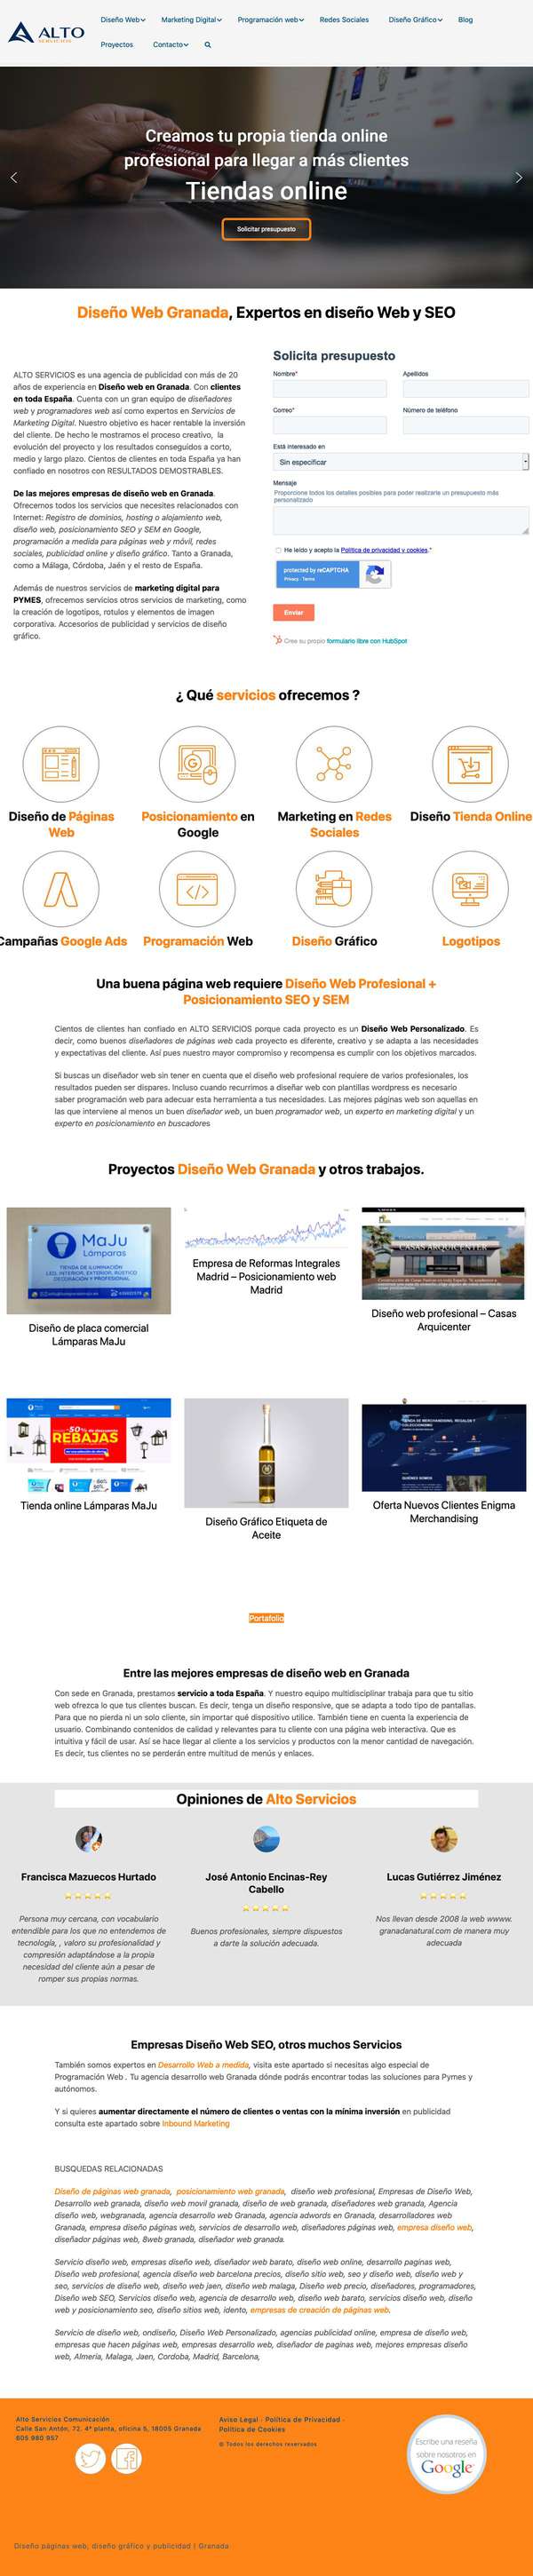 ALTO
SERVICIOS
Diseño Web
Marketing Digital
Programación web
Redes Sociales
Diseño Gráfico
Blog
Proyectos
Contacto
Creamos tu propia tienda online
profesional para llegar a más clientes
Tiendas online
Solicitar presupuesto
Diseño Web Granada, Expertos en diseño Web y SEO
ALTO SERVICIOS es una agencia de publicidad con más de 20
años de experiencia en Diseño web en Granada. Con clientes
en toda España. Cuenta con un gran equipo de diseñadores
web y programadores web así como expertos en Servicios de
Marketing Digital. Nuestro objetivo es hacer rentable la inversión
del cliente. De hecho le mostramos el proceso creativo, la
evolución del proyecto y los resultados conseguidos a corto,
medio y largo plazo. Cientos de clientes en toda España ya han
confiado en nosotros con RESULTADOS DEMOSTRABLES.
De las mejores empresas de diseño web en Granada.
Ofrecemos todos los servicios que necesites relacionados con
Internet: Registro de dominios, hosting o alojamiento web,
diseño web, posicionamiento SEO y SEM en Google,
programación a medida para páginas web y móvil, redes
sociales, publicidad online y diseño gráfico. Tanto a Granada,
como a Málaga, Córdoba, Jaén y el resto de España.
Además de nuestros servicios de marketing digital para
PYMES, ofrecemos servicios otros servicios de marketing, como
la creación de logotipos, rotulos y elementos de imagen
corporativa. Accesorios de publicidad y servicios de diseño
gráfico.
Solicita presupuesto
Nombre*
Apellidos
Correo*
Número de teléfono
Está interesado en
Sin especificar
Mensaje
Proporcione todos los detalles posibles para poder realizarle un presupuesto más
personalizado
He leído y acepto la Política de privacidad y cookies.*
protected by reCAPTCHA
Privacy - Terms
Enviar
Cree su propio formulario libre con HubSpot
¿ Qué servicios ofrecemos ?
Diseño de Páginas
Web
Posicionamiento en
Google
Marketing en Redes
Sociales
Diseño Tienda Online
Campañas Google Ads
Programación Web
Diseño Gráfico
Logotipos
Una buena página web requiere Diseño Web Profesional +
Posicionamiento SEO y SEM
Cientos de clientes han confiado en ALTO SERVICIOS porque cada proyecto es un Diseño Web Personalizado. Es
decir, como buenos diseñadores de páginas web cada proyecto es diferente, creativo y se adapta a las necesidades
y expectativas del cliente. Así pues nuestro mayor compromiso y recompensa es cumplir con los objetivos marcados.
Si buscas un diseñador web sin tener en cuenta que el diseño web profesional requiere de varios profesionales, los
resultados pueden ser dispares. Incluso cuando recurrimos a diseñar web con plantillas wordpress es necesario
saber programación web para adecuar esta herramienta a tus necesidades. Las mejores páginas web son aquellas en
las que interviene al menos un buen diseñador web, un buen programador web, un experto en marketing digital y un
experto en posicionamiento en buscadores
Proyectos Diseño Web Granada y otros trabajos.
MaJu
Lámparas
TIENDA DE ILUMINACIÓN
LED, INTERIOR, EXTERIOR, RÚSTICO
DECORACIÓN Y PROFESIONAL
Diseño de placa comercial
Lámparas MaJu
Empresa de Reformas Integrales
Madrid – Posicionamiento web
Madrid
CASAS ARQUICENTER
Diseño web profesional – Casas
Arquicenter
50%
REBAJAS
Tienda online Lámparas MaJu
Diseño Gráfico Etiqueta de
Aceite
TIENDA DE MERCHANDISING, REGALOS Y
COLECCIONISMO
QUIÉNES SOMOS
Oferta Nuevos Clientes Enigma
Merchandising
Portafolio
Entre las mejores empresas de diseño web en Granada
Con sede en Granada, prestamos servicio a toda España. Y nuestro equipo multidisciplinar trabaja para que tu sitio
web ofrezca lo que tus clientes buscan. Es decir, tenga un diseño responsive, que se adapta a todo tipo de pantallas.
Para que no pierda ni un solo cliente, sin importar qué dispositivo utilice. También tiene en cuenta la experiencia de
usuario. Combinando contenidos de calidad y relevantes para tu cliente con una página web interactiva. Que es
intuitiva y fácil de usar. Así se hace llegar al cliente a los servicios y productos con la menor cantidad de navegación.
Es decir, tus clientes no se perderán entre multitud de menús y enlaces.
Opiniones de Alto Servicios
Francisca Mazuecos Hurtado
Persona muy cercana, con vocabulario
entendible para los que no entendemos de
tecnología, , valoro su profesionalidad y
compresión adaptándose a la propia
necesidad del cliente aún a pesar de
romper sus propias normas.
José Antonio Encinas-Rey
Cabello
Buenos profesionales, siempre dispuestos
a darte la solución adecuada.
Lucas Gutiérrez Jiménez
Nos llevan desde 2008 la web wwww.
granadanatural.com de manera muy
adecuada
Empresas Diseño Web SEO, otros muchos Servicios
También somos expertos en Desarrollo Web a medida, visita este apartado si necesitas algo especial de
Programación Web . Tu agencia desarrollo web Granada dónde podrás encontrar todas las soluciones para Pymes y
autónomos.
Y si quieres aumentar directamente el número de clientes o ventas con la mínima inversión en publicidad
consulta este apartado sobre Inbound Marketing
BUSQUEDAS RELACIONADAS
Diseño de páginas web granada, posicionamiento web granada, diseño web profesional, Empresas de Diseño Web,
Desarrollo web granada, diseño web movil granada, diseño de web granada, diseñadores web granada, Agencia
diseño web, webgranada, agencia desarrollo web Granada, agencia adwords en Granada, desarrolladores web
Granada, empresa diseño páginas web, servicios de desarrollo web, diseñadores páginas web, empresa diseño web,
diseñador páginas web, 8web granada, diseñador web granada.
Servicio diseño web, empresas diseño web, diseñador web barato, diseño web online, desarrollo paginas web,
Diseño web profesional, agencia diseño web barcelona precios, diseño sitio web, seo y diseño web, diseño web y
seo, servicios de diseño web, diseño web jaen, diseño web malaga, Diseño web precio, diseñadores, programadores,
Diseño web SEO, Servicios diseño web, agencia de desarrollo web, diseño web barato, servicios diseño web, diseño
web y posicionamiento seo, diseño sitios web, idento, empresas de creación de páginas web.
Servicio de diseño web, ondiseño, Diseño Web Personalizado, agencias publicidad online, empresa de diseño web,
empresas que hacen páginas web, empresas desarrollo web, diseñador de paginas web, mejores empresas diseño
web, Almeria, Malaga, Jaen, Cordoba, Madrid, Barcelona,
Alto Servicios Comunicación
Calle San Antón, 72, 4ª planta, oficina 5, 18005 Granada
605 980 957
Aviso Legal - Política de Privacidad -
Política de Cookies
© Todos los derechos reservados
Escribe una reseña
sobre nosotros en
Google
Diseño páginas web, diseño gráfico y publicidad | Granada